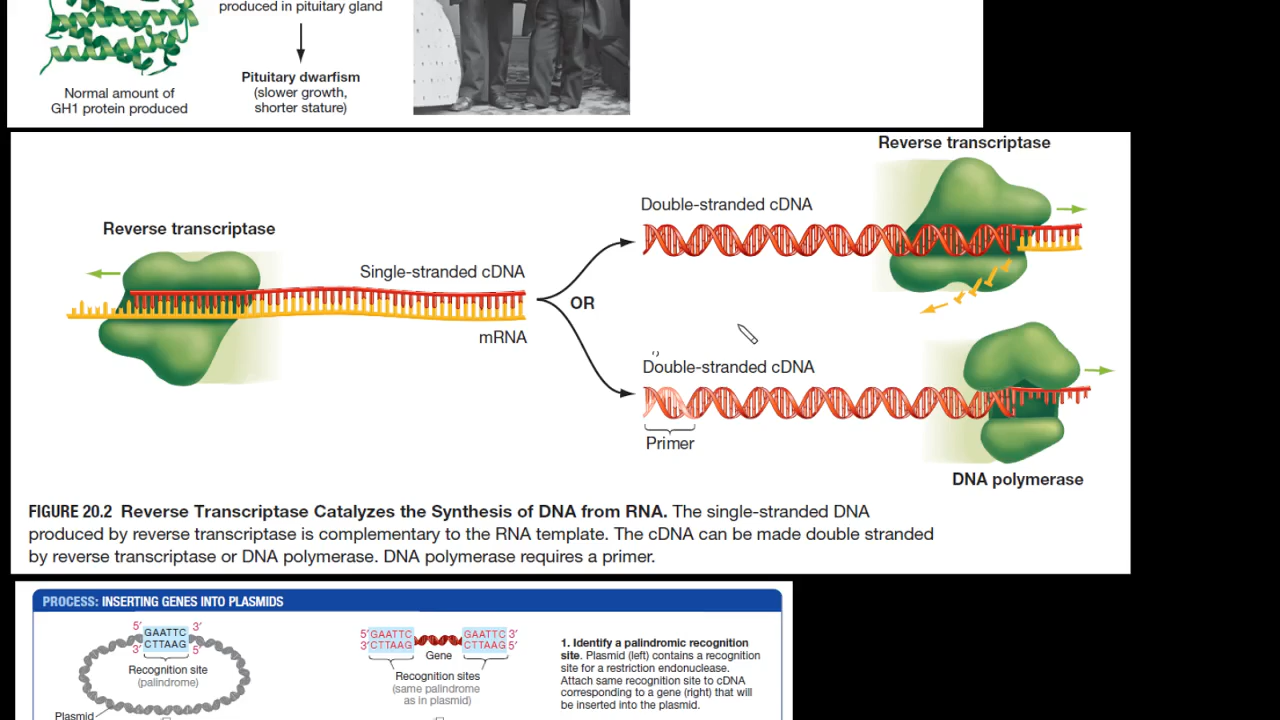 produced in pituitary gland
Pituitary dwarfism
(slower growth,
shorter stature)
Normal amount of
GH1 protein produced
Reverse transcriptase
Single-stranded cDNA
mRNA
OR
Reverse transcriptase
Double-stranded cDNA
Double-stranded cDNA
Primer
DNA polymerase
FIGURE 20.2 Reverse Transcriptase Catalyzes the Synthesis of DNA from RNA. The single-stranded DNA
produced by reverse transcriptase is complementary to the RNA template. The cDNA can be made double stranded
by reverse transcriptase or DNA polymerase. DNA polymerase requires a primer.
PROCESS: INSERTING GENES INTO PLASMIDS
5′ GAATTC 3′
3′ CTTAAG 5′
Recognition site
(palindrome)
Plasmid
5′GAATTC GAATTC 3′
3′CTTAAG CTTAAG 5′
Gene
Recognition sites
(same palindrome
as in plasmid)
1. Identify a palindromic recognition
site. Plasmid (left) contains a recognition
site for a restriction endonuclease.
Attach same recognition site to cDNA
corresponding to a gene (right) that will
be inserted into the plasmid.